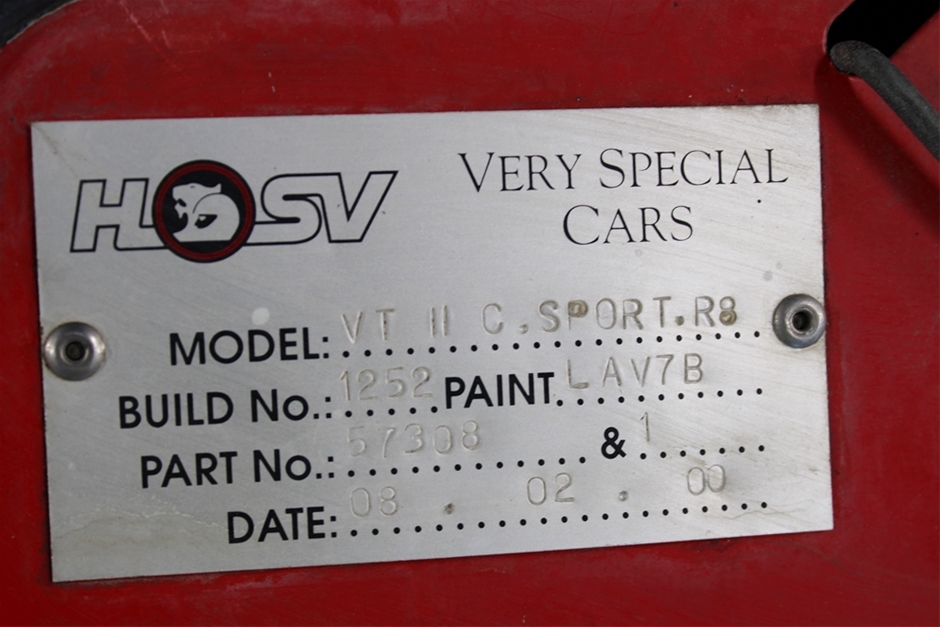 HSV VERY SPECIAL
CARS
MODEL: VT II C.SPORT.R8
BUILD No.: 1252 PAINT LAV7B
PART No.: 57308 & 1
DATE: 08 . 02 . 00